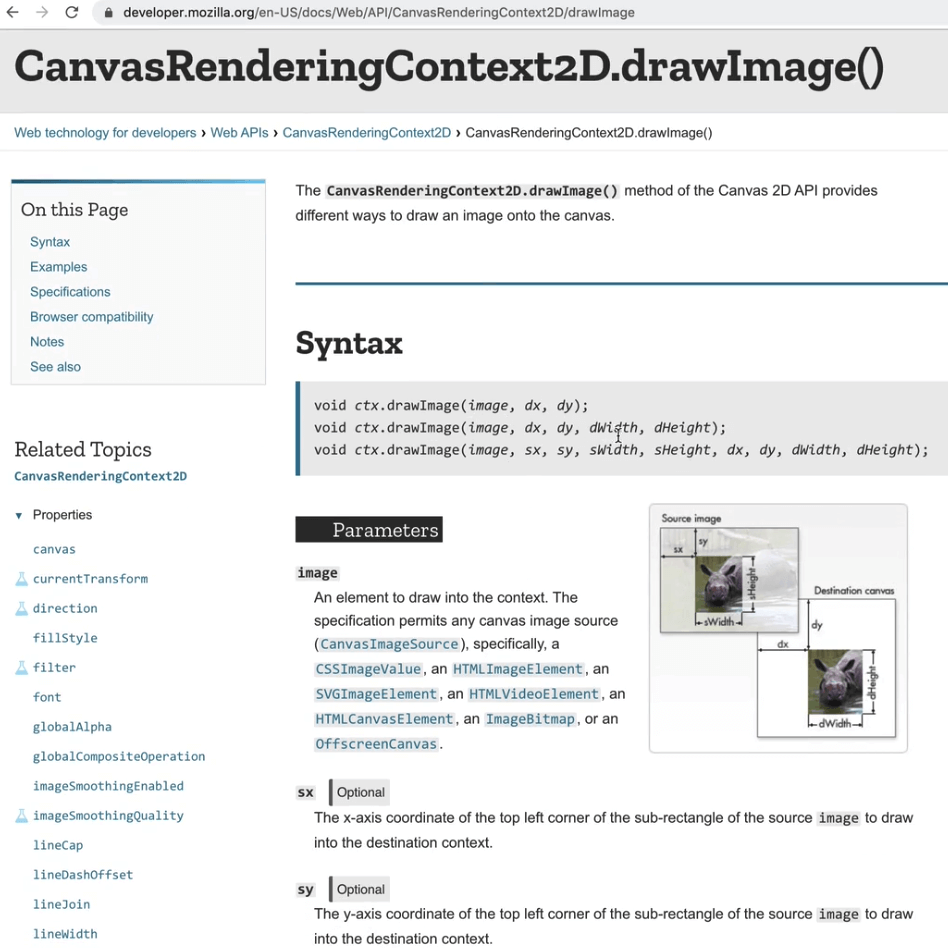 developer.mozilla.org/en-US/docs/Web/API/CanvasRenderingContext2D/drawImage
CanvasRenderingContext2D.drawImage()
Web technology for developers › Web APIs › CanvasRenderingContext2D › CanvasRenderingContext2D.drawImage()
On this Page
Syntax
Examples
Specifications
Browser compatibility
Notes
See also
Related Topics
CanvasRenderingContext2D
▼ Properties
canvas
currentTransform
direction
fillStyle
filter
font
globalAlpha
globalCompositeOperation
imageSmoothingEnabled
imageSmoothingQuality
lineCap
lineDashOffset
lineJoin
lineWidth
The CanvasRenderingContext2D.drawImage() method of the Canvas 2D API provides
different ways to draw an image onto the canvas.
Syntax
void ctx.drawImage(image, dx, dy);
void ctx.drawImage(image, dx, dy, dWidth, dHeight);
void ctx.drawImage(image, sx, sy, sWidth, sHeight, dx, dy, dWidth, dHeight);
Parameters
image
An element to draw into the context. The
specification permits any canvas image source
(CanvasImageSource), specifically, a
CSSImageValue, an HTMLImageElement, an
SVGImageElement, an HTMLVideoElement, an
HTMLCanvasElement, an ImageBitmap, or an
OffscreenCanvas.
Source image
sy
sx
sHeight
sWidth
Destination canvas
dy
dx
dHeight
dWidth
sx Optional
The x-axis coordinate of the top left corner of the sub-rectangle of the source image to draw
into the destination context.
sy Optional
The y-axis coordinate of the top left corner of the sub-rectangle of the source image to draw
into the destination context.